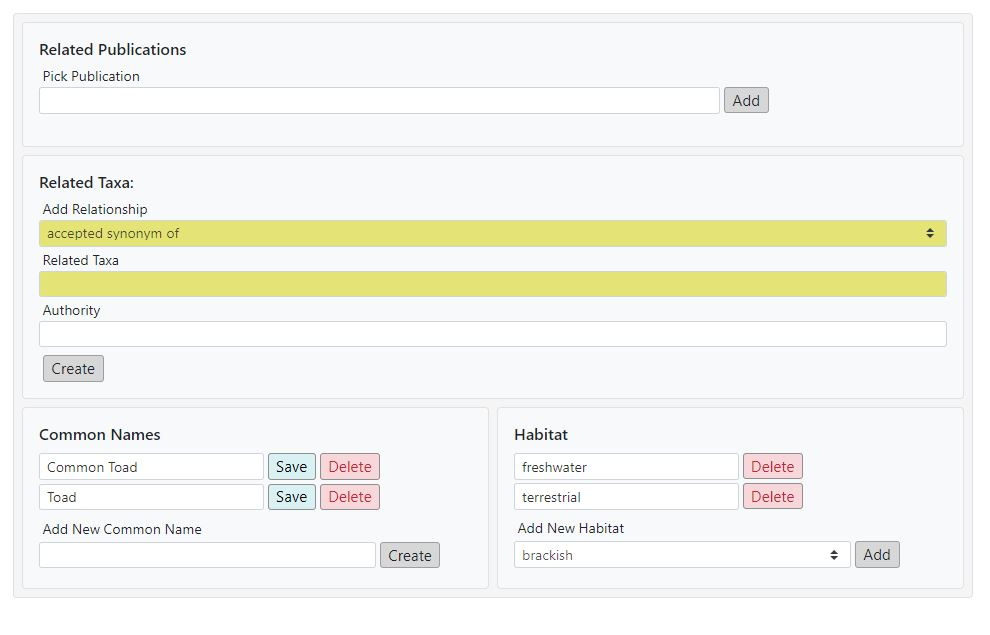 Related Publications
Pick Publication
Add
Related Taxa:
Add Relationship
accepted synonym of
Related Taxa
Authority
Create
Common Names
Common Toad Save Delete
Toad Save Delete
Add New Common Name
Create
Habitat
freshwater Delete
terrestrial Delete
Add New Habitat
brackish Add